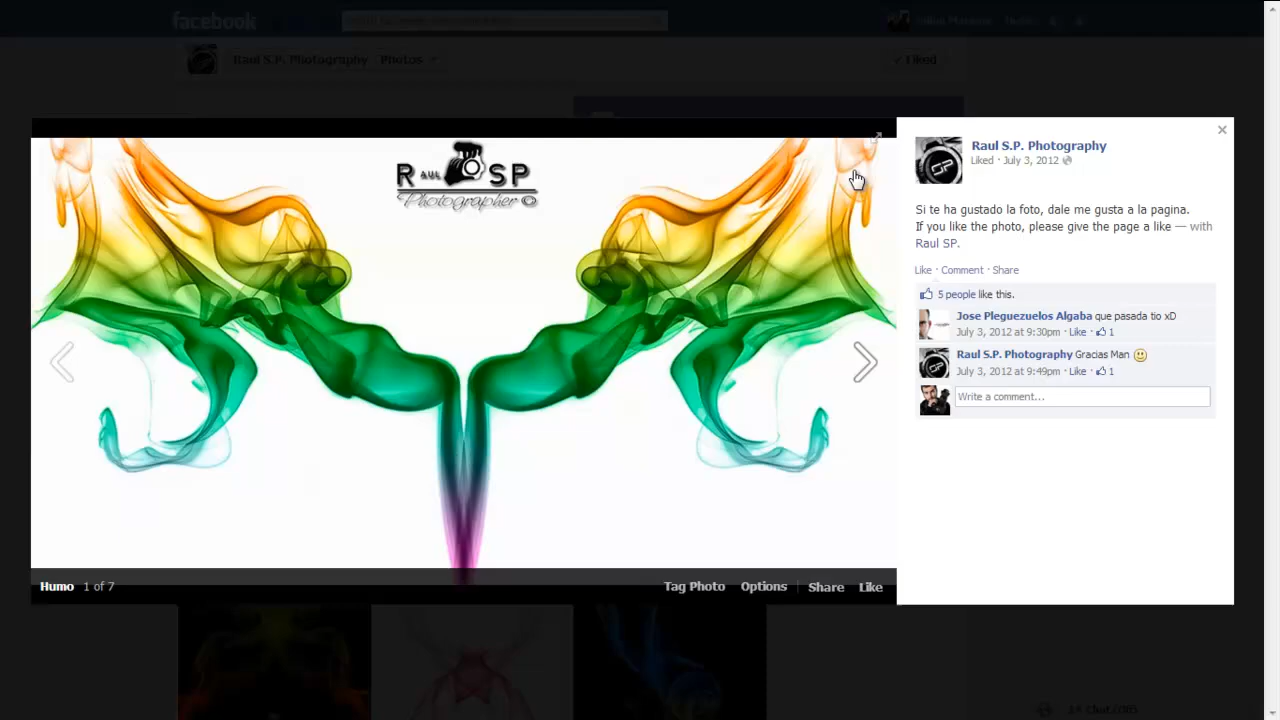 facebook
Raul S.P. Photography Photos
✓ Liked
RAUL SP
Photographer ©
Raul S.P. Photography
Liked · July 3, 2012
Si te ha gustado la foto, dale me gusta a la pagina.
If you like the photo, please give the page a like — with
Raul SP.
Like · Comment · Share
5 people like this.
Jose Pleguezuelos Algaba que pasada tio xD
July 3, 2012 at 9:30pm · Like · 1
Raul S.P. Photography Gracias Man
July 3, 2012 at 9:49pm · Like · 1
Write a comment...
Humo 1 of 7
Tag Photo Options Share Like